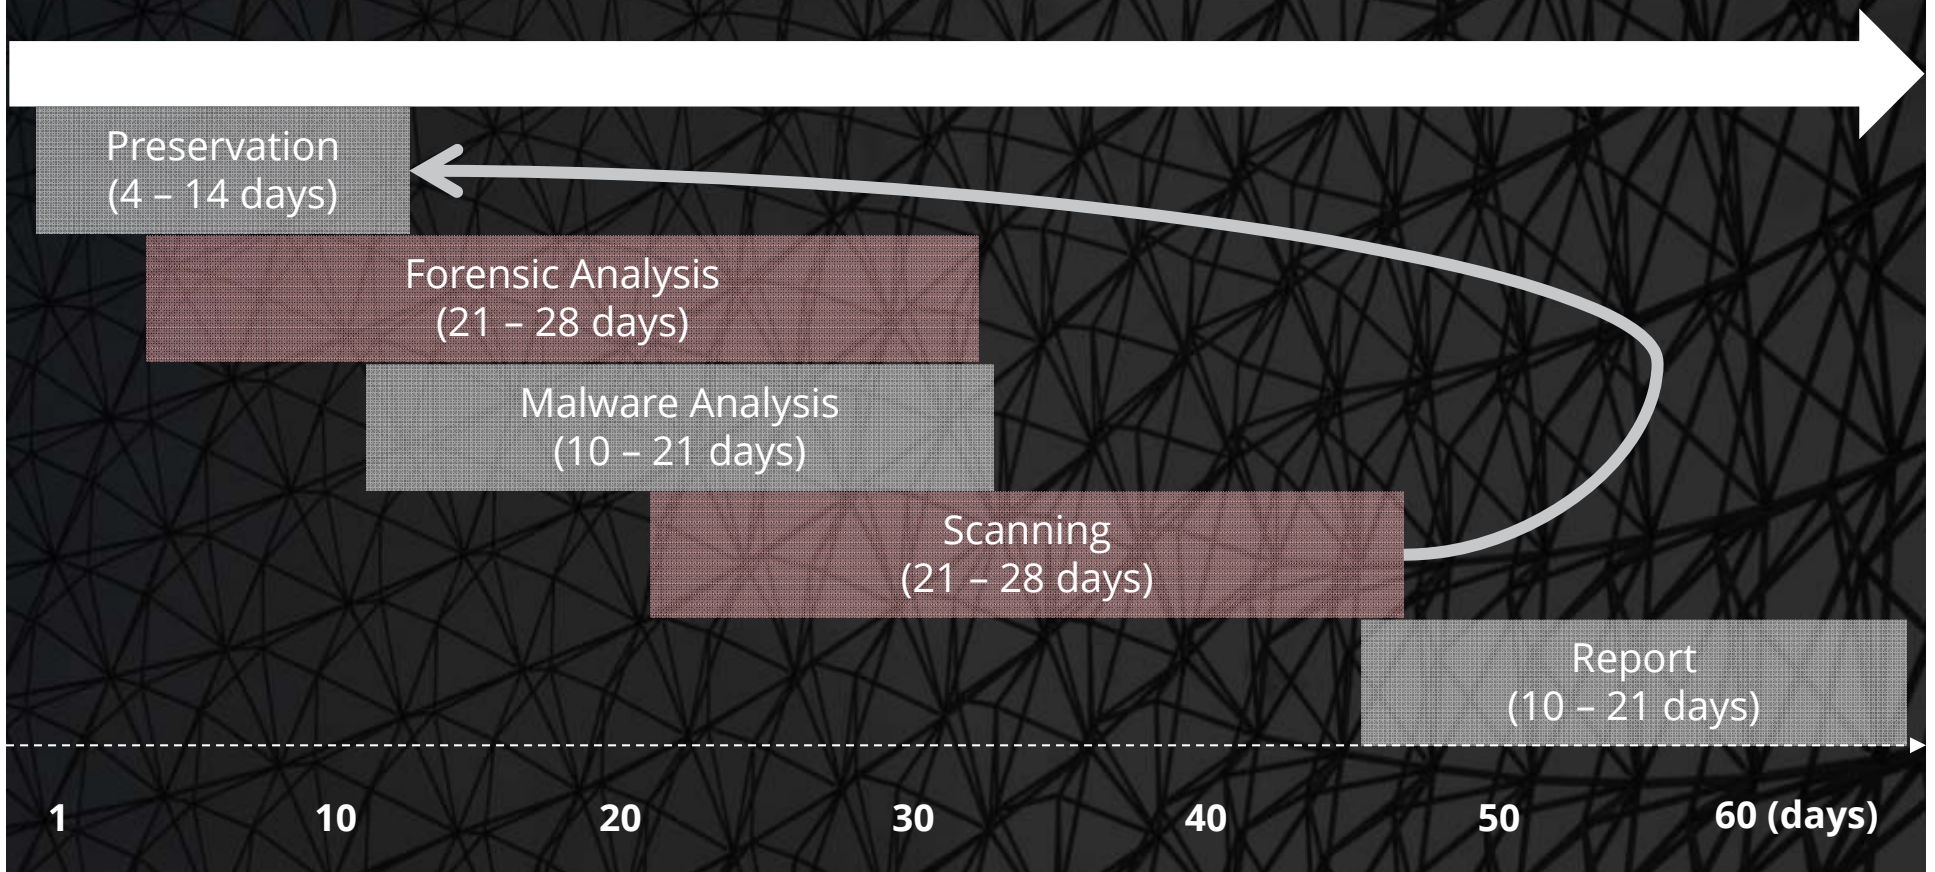 Preservation
(4 – 14 days)
Forensic Analysis
(21 – 28 days)
Malware Analysis
(10 – 21 days)
Scanning
(21 – 28 days)
Report
(10 – 21 days)
1 10 20 30 40 50 60 (days)